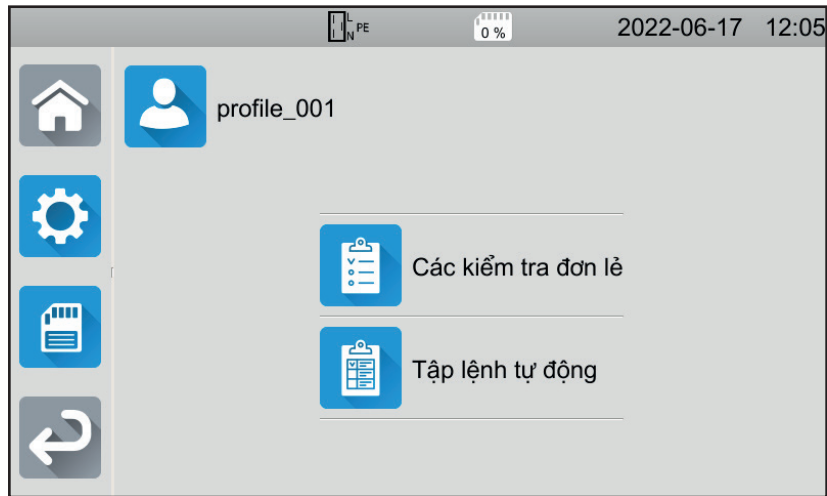 L
N PE 0 % 2022-06-17 12:05
profile_001
Các kiểm tra đơn lẻ
Tập lệnh tự động